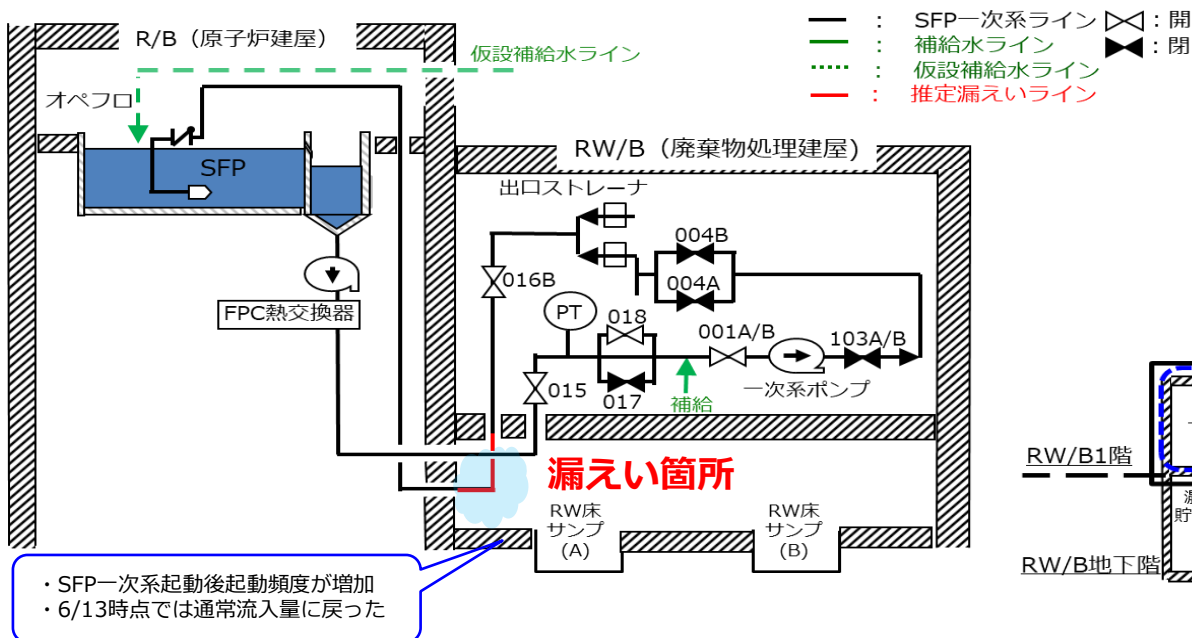 R/B（原子炉建屋）
仮設補給水ライン
オペフロ
SFP
FPC熱交換器
― ： SFP一次系ライン
：開
― ： 補給水ライン
：閉
： 仮設補給水ライン
― ： 推定漏えいライン
RW/B（廃棄物処理建屋)
出口ストレーナ
004B
016B
004A
PT
018
001A/B
103A/B
015
017
補給
一次系ポンプ
漏えい箇所
RW床
サンプ
(A)
RW床
サンプ
(B)
・SFP一次系起動後起動頻度が増加
・6/13時点では通常流入量に戻った
RW/B1階
RW/B地下階